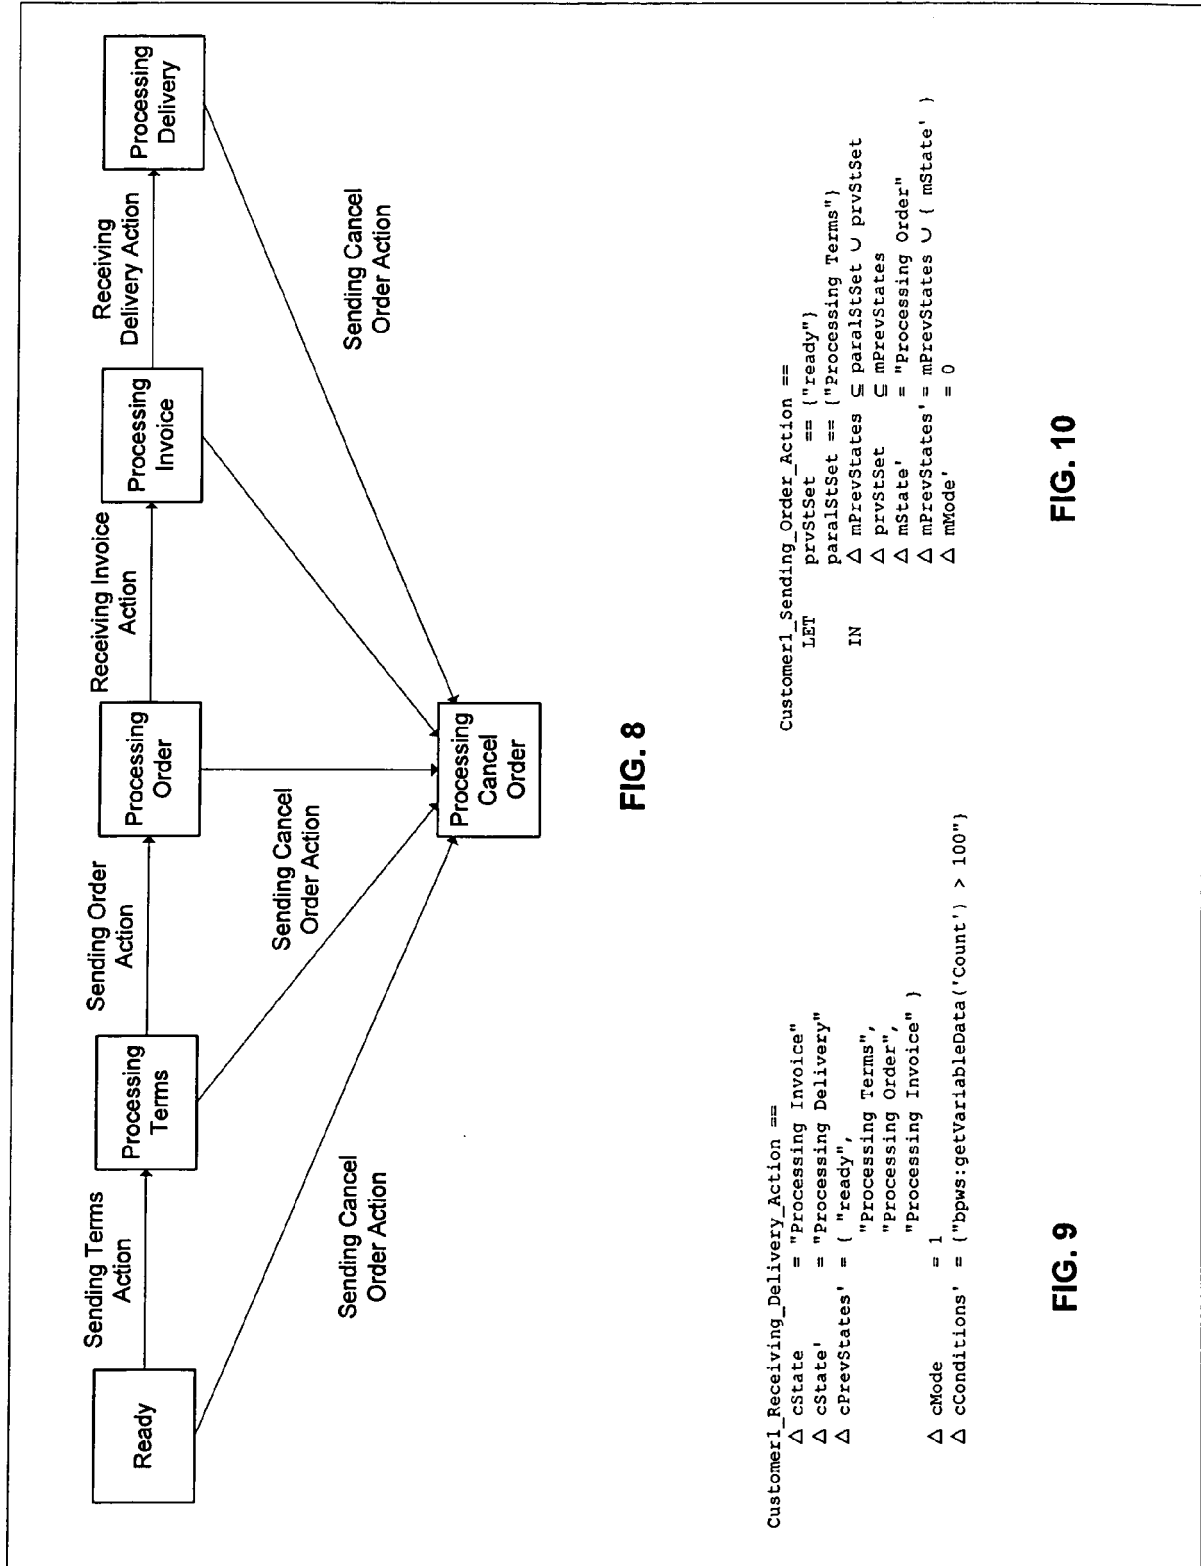 Ready
Sending Terms
Action
Processing
Terms
Sending Order
Action
Processing
Order
Receiving Invoice
Action
Processing
Invoice
Receiving
Delivery Action
Processing
Delivery
Sending Cancel
Order Action
Sending Cancel
Order Action
Sending Cancel
Order Action
Processing
Cancel
Order
FIG. 8
Customer1_Receiving_Delivery_Action ==
∆ cState = "Processing Invoice"
∆ cState' = "Processing Delivery"
∆ cPrevStates' = { "ready",
"Processing Terms",
"Processing Order",
"Processing Invoice" }
∆ cMode = 1
∆ cConditions' = {"bpws:getVariableData('Count') > 100"}
FIG. 9
Customer1_Sending_Order_Action ==
LET prvStSet == {"ready"}
paralStSet == {"Processing Terms"}
IN ∆ mPrevStates ⊆ paralStSet ∪ prvStSet
∆ prvStSet ⊆ mPrevStates
∆ mState' = "Processing Order"
∆ mPrevStates' = mPrevStates ∪ { mState' }
∆ mMode' = 0
FIG. 10